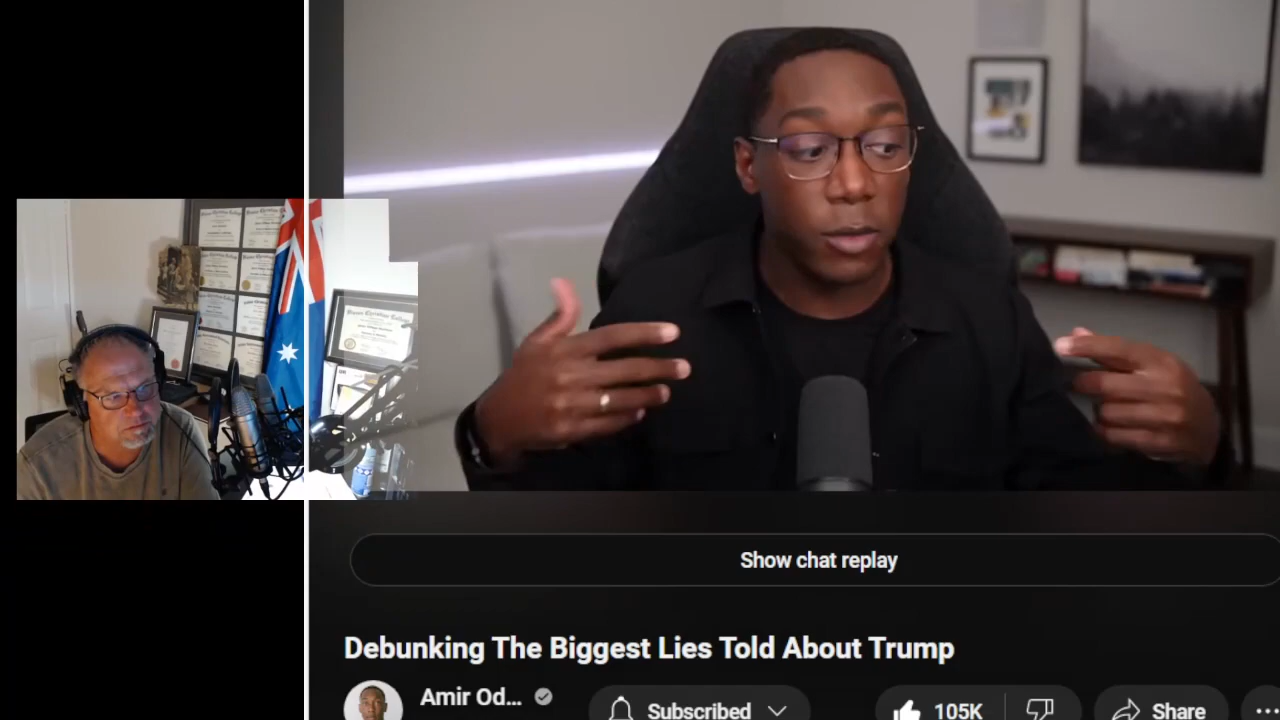 Show chat replay
Debunking The Biggest Lies Told About Trump
Amir Od...
Subscribed
105K
Share